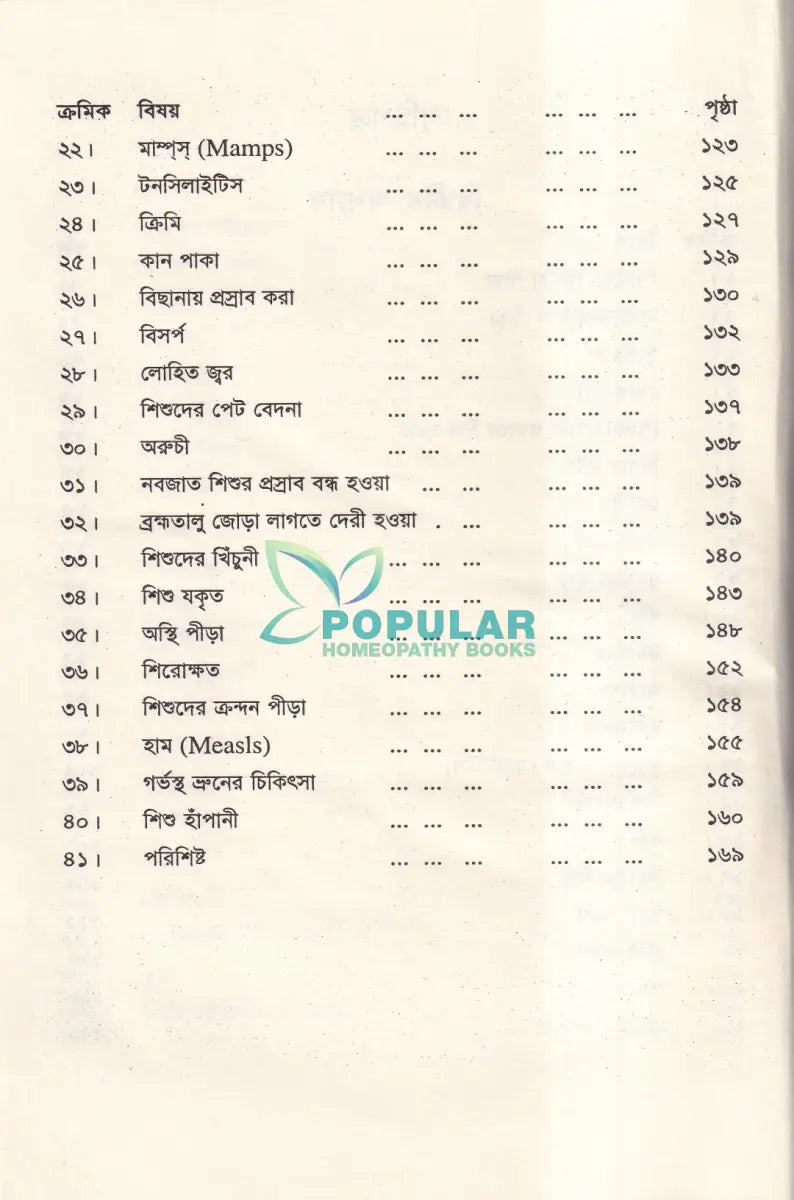 ক্রমিক বিষয় ... ... ... ... ... ... পৃষ্ঠা
২২। মাম্পস্ (Mamps) ... ... ... ... ... ... ১২৩
২৩। টনসিলাইটিস ... ... ... ... ... ... ১২৫
২৪। ক্রিমি ... ... ... ... ... ... ১২৭
২৫। কান পাকা ... ... ... ... ... ... ১২৯
২৬। বিছানায় প্রস্রাব করা ... ... ... ... ... ... ১৩০
২৭। বিসর্প ... ... ... ... ... ... ১৩২
২৮। লোহিত জ্বর ... ... ... ... ... ... ১৩৩
২৯। শিশুদের পেট বেদনা ... ... ... ... ... ... ১৩৭
৩০। অরুচী ... ... ... ... ... ... ১৩৮
৩১। নবজাত শিশুর প্রস্রাব বন্ধ হওয়া ... ... ... ... ... ১৩৯
৩২। ব্রহ্মতালু জোড়া লাগতে দেরী হওয়া . ... ... ... ... ১৩৯
৩৩। শিশুদের খিঁচুনী ... ... ... ... ... ... ১৪০
৩৪। শিশু যকৃত ... ... ... ... ... ... ১৪৩
৩৫। অস্থি পীড়া ... ... ... ... ... ... ১৪৮
POPULAR
HOMEOPATHY BOOKS
৩৬। শিরোক্ষত ... ... ... ... ... ... ১৫২
৩৭। শিশুদের ক্রন্দন পীড়া ... ... ... ... ... ... ১৫৪
৩৮। হাম (Measls) ... ... ... ... ... ... ১৫৫
৩৯। গর্ভস্থ ভ্রুনের চিকিৎসা ... ... ... ... ... ... ১৫৯
৪০। শিশু হাঁপানী ... ... ... ... ... ... ১৬০
৪১। পরিশিষ্ট ... ... ... ... ... ... ১৬৯